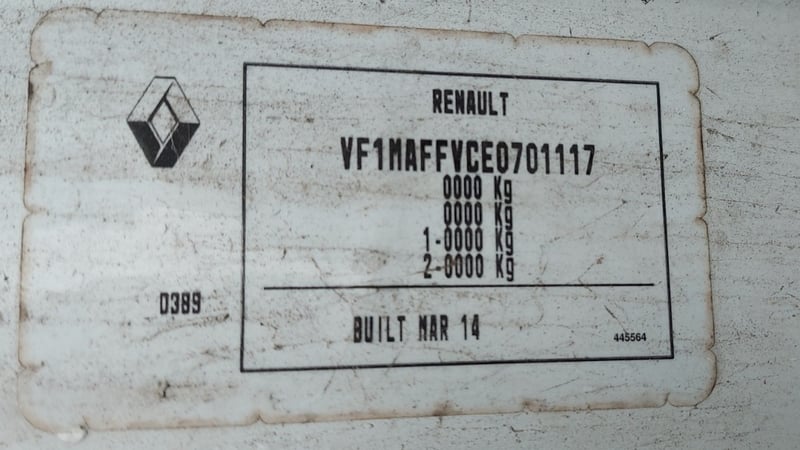 RENAULT
VF1MAFFVCE0701117
0000 Kg
0000 Kg
1-0000 Kg
2-0000 Kg
D389
BUILT MAR 14
445564